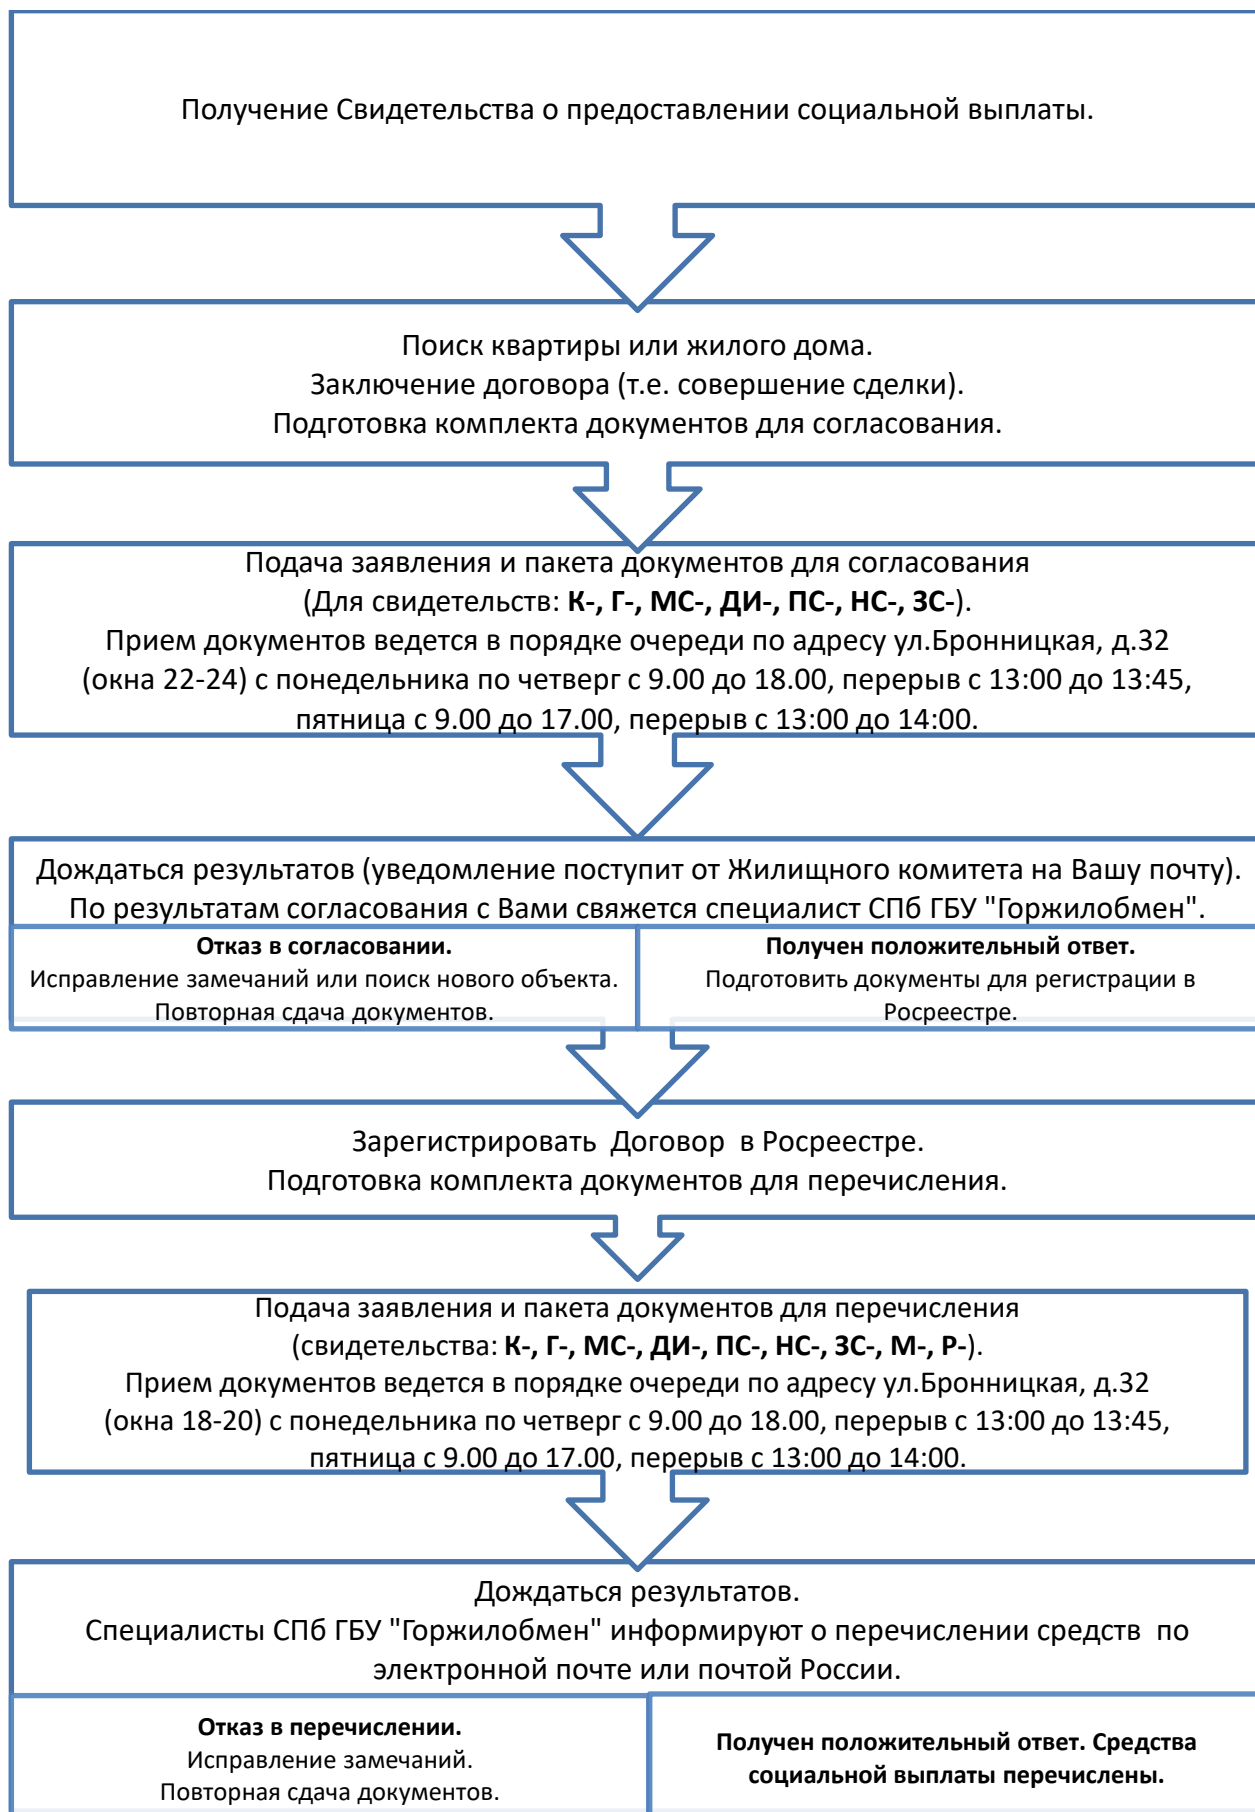 Получение Свидетельства о предоставлении социальной выплаты.
Поиск квартиры или жилого дома.
Заключение договора (т.е. совершение сделки).
Подготовка комплекта документов для согласования.
Подача заявления и пакета документов для согласования
(Для свидетельств: К-, Г-, МС-, ДИ-, ПС-, НС-, ЗС-).
Прием документов ведется в порядке очереди по адресу ул.Бронницкая, д.32
(окна 22-24) с понедельника по четверг с 9.00 до 18.00, перерыв с 13:00 до 13:45,
пятница с 9.00 до 17.00, перерыв с 13:00 до 14:00.
Дождаться результатов (уведомление поступит от Жилищного комитета на Вашу почту).
По результатам согласования с Вами свяжется специалист СПб ГБУ "Горжилобмен".
Отказ в согласовании.
Исправление замечаний или поиск нового объекта.
Повторная сдача документов.
Получен положительный ответ.
Подготовить документы для регистрации в
Росреестре.
Зарегистрировать Договор в Росреестре.
Подготовка комплекта документов для перечисления.
Подача заявления и пакета документов для перечисления
(свидетельства: К-, Г-, МС-, ДИ-, ПС-, НС-, ЗС-, М-, Р-).
Прием документов ведется в порядке очереди по адресу ул.Бронницкая, д.32
(окна 18-20) с понедельника по четверг с 9.00 до 18.00, перерыв с 13:00 до 13:45,
пятница с 9.00 до 17.00, перерыв с 13:00 до 14:00.
Дождаться результатов.
Специалисты СПб ГБУ "Горжилобмен" информируют о перечислении средств по
электронной почте или почтой России.
Отказ в перечислении.
Исправление замечаний.
Повторная сдача документов.
Получен положительный ответ. Средства
социальной выплаты перечислены.